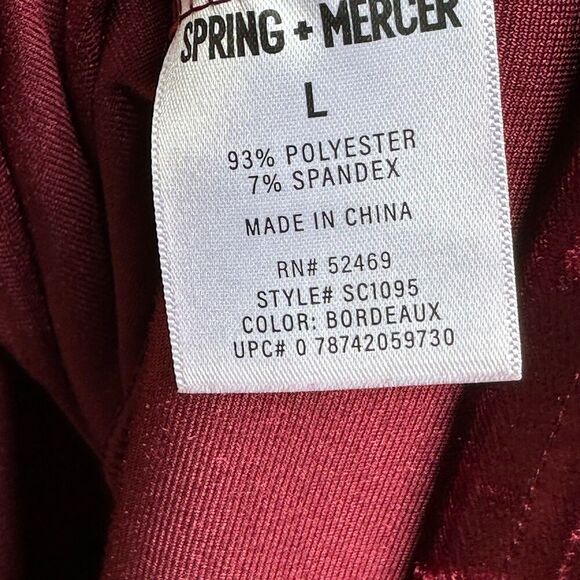 SPRING + MERCER
L
93% POLYESTER
7% SPANDEX
MADE IN CHINA
RN# 52469
STYLE# SC1095
COLOR: BORDEAUX
UPC# 0 78742059730